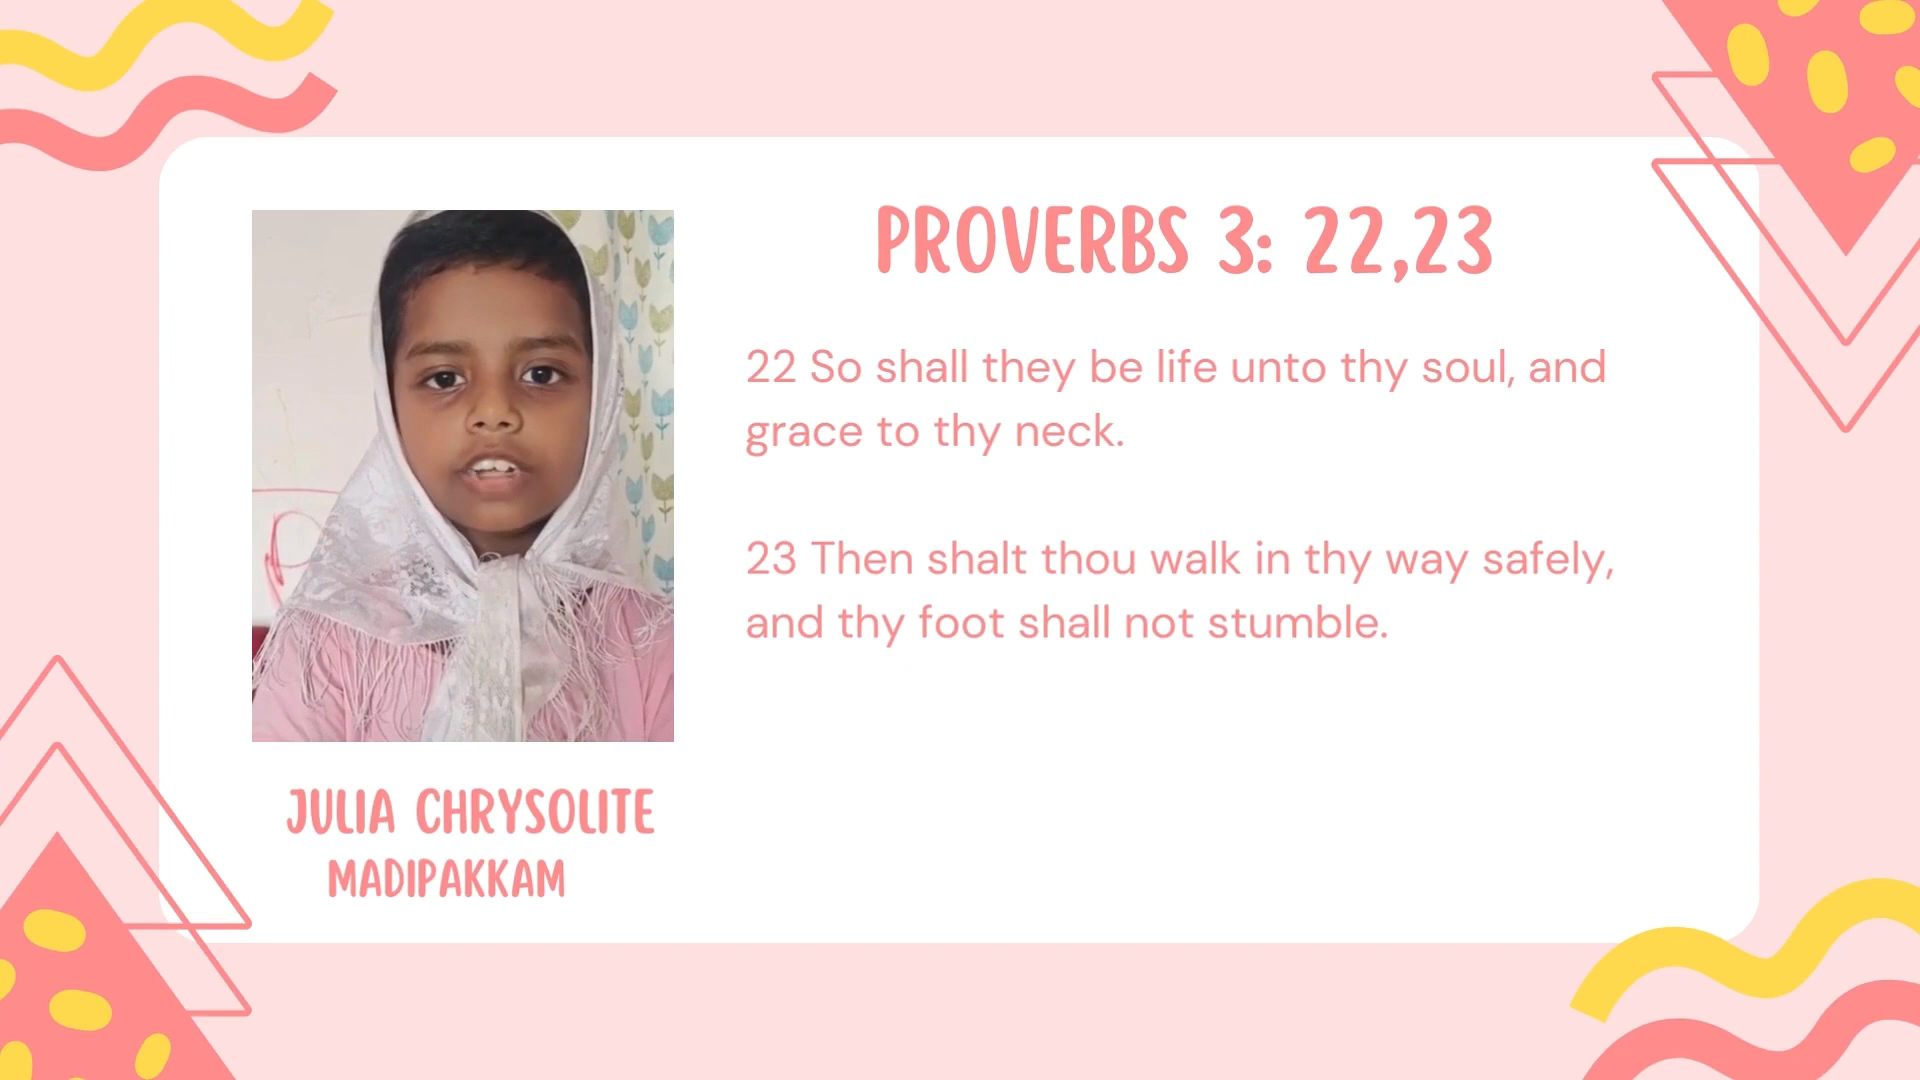 PROVERBS 3: 22,23
22 So shall they be life unto thy soul, and
grace to thy neck.
23 Then shalt thou walk in thy way safely,
and thy foot shall not stumble.
JULIA CHRYSOLITE
MADIPAKKAM